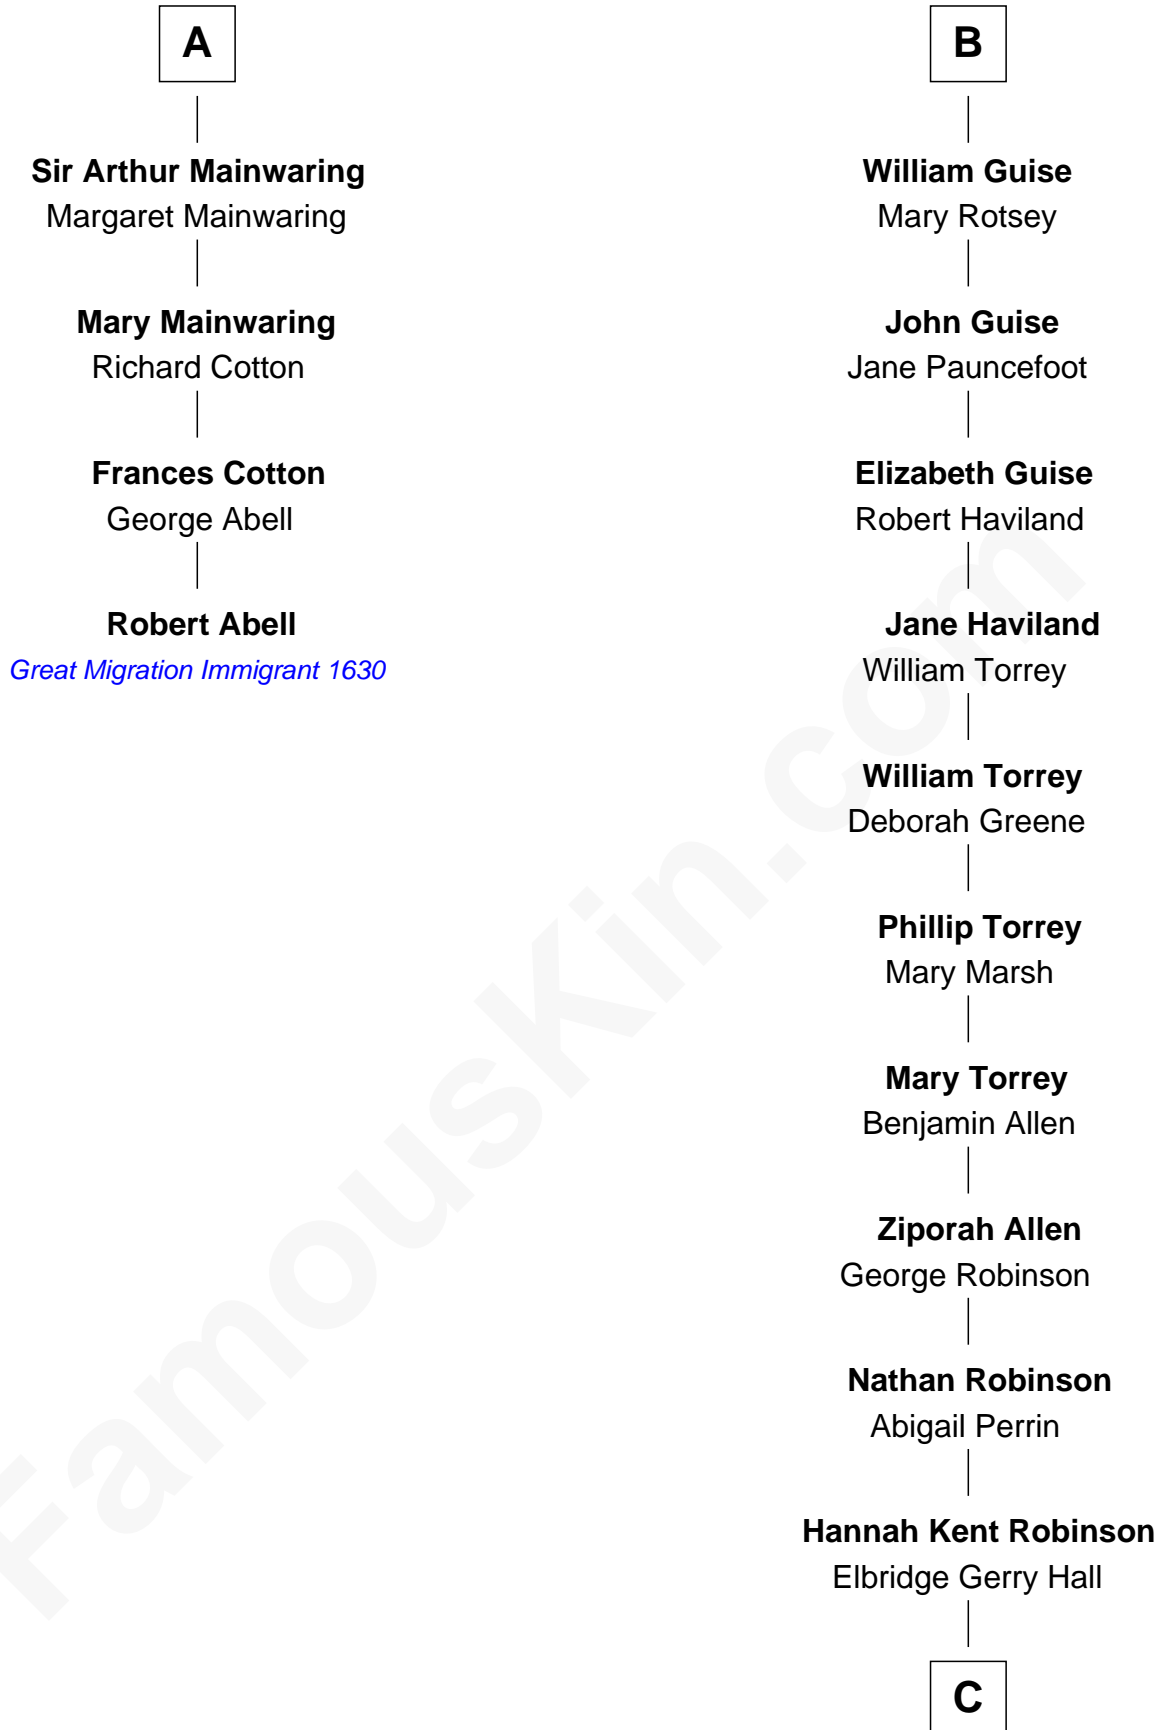 A
Sir Arthur Mainwaring
Margaret Mainwaring
Mary Mainwaring
Richard Cotton
Frances Cotton
George Abell
Robert Abell
Great Migration Immigrant 1630
B
William Guise
Mary Rotsey
John Guise
Jane Pauncefoot
Elizabeth Guise
Robert Haviland
Jane Haviland
William Torrey
William Torrey
Deborah Greene
Phillip Torrey
Mary Marsh
Mary Torrey
Benjamin Allen
Ziporah Allen
George Robinson
Nathan Robinson
Abigail Perrin
Hannah Kent Robinson
Elbridge Gerry Hall
C
FamousKin.com